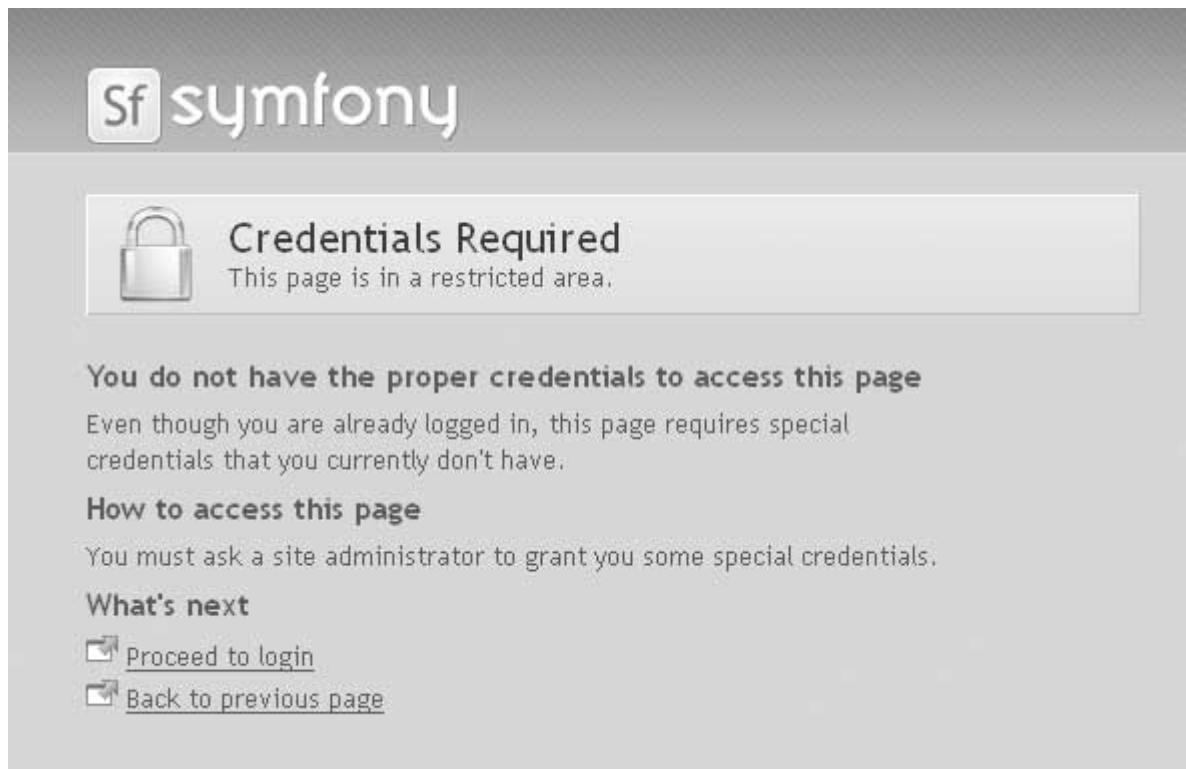 Sf symfony
Credentials Required
This page is in a restricted area.
You do not have the proper credentials to access this page
Even though you are already logged in, this page requires special
credentials that you currently don't have.
How to access this page
You must ask a site administrator to grant you some special credentials.
What's next
Proceed to login
Back to previous page